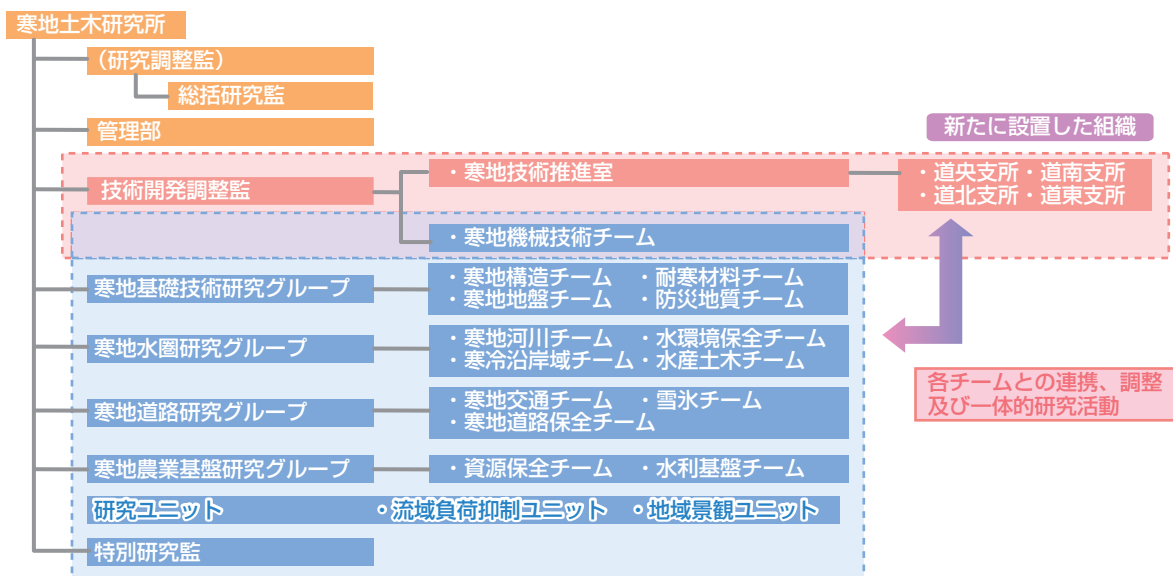 寒地土木研究所
（研究調整監）
総括研究監
管理部
新たに設置した組織
技術開発調整監
・寒地技術推進室
・道央支所・道南支所
・道北支所・道東支所
・寒地機械技術チーム
寒地基礎技術研究グループ
・寒地構造チーム ・耐寒材料チーム
・寒地地盤チーム ・防災地質チーム
寒地水圏研究グループ
・寒地河川チーム ・水環境保全チーム
・寒冷沿岸域チーム ・水産土木チーム
各チームとの連携、調整
及び一体的研究活動
寒地道路研究グループ
・寒地交通チーム ・雪氷チーム
・寒地道路保全チーム
寒地農業基盤研究グループ
・資源保全チーム ・水利基盤チーム
研究ユニット ・流域負荷抑制ユニット ・地域景観ユニット
特別研究監